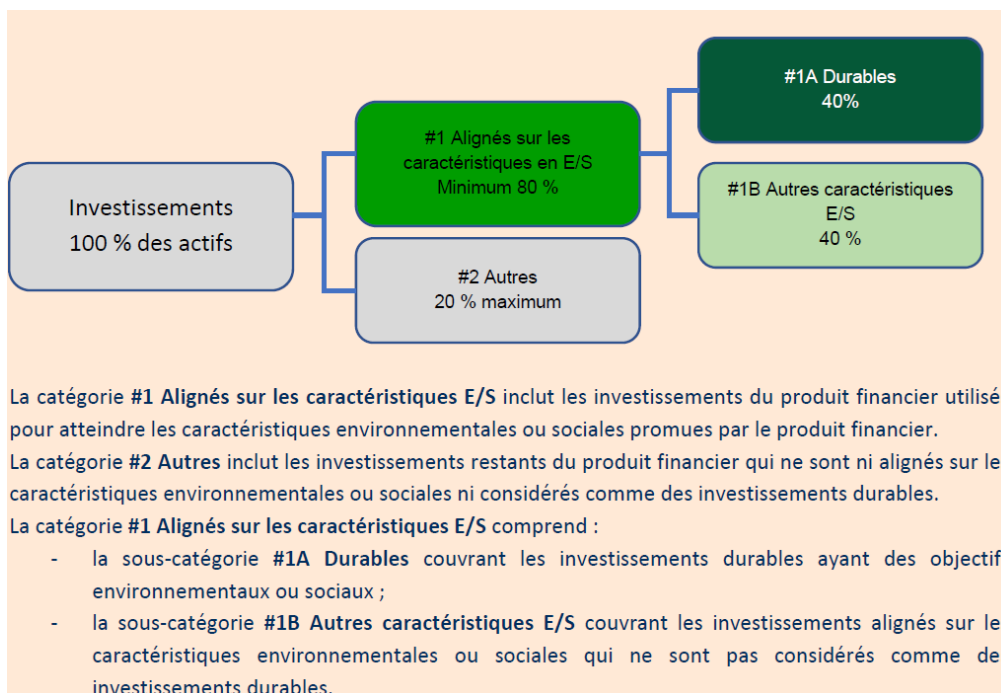 #1A Durables
40%
#1 Alignés sur les
caractéristiques en E/S
Minimum 80 %
Investissements
100 % des actifs
#1B Autres caractéristiques
E/S
40 %
#2 Autres
20 % maximum
La catégorie #1 Alignés sur les caractéristiques E/S inclut les investissements du produit financier utilisé
pour atteindre les caractéristiques environnementales ou sociales promues par le produit financier.
La catégorie #2 Autres inclut les investissements restants du produit financier qui ne sont ni alignés sur le
caractéristiques environnementales ou sociales ni considérés comme des investissements durables.
La catégorie #1 Alignés sur les caractéristiques E/S comprend :
- la sous-catégorie #1A Durables couvrant les investissements durables ayant des objectif
environnementaux ou sociaux ;
- la sous-catégorie #1B Autres caractéristiques E/S couvrant les investissements alignés sur le
caractéristiques environnementales ou sociales qui ne sont pas considérés comme de
investissements durables.